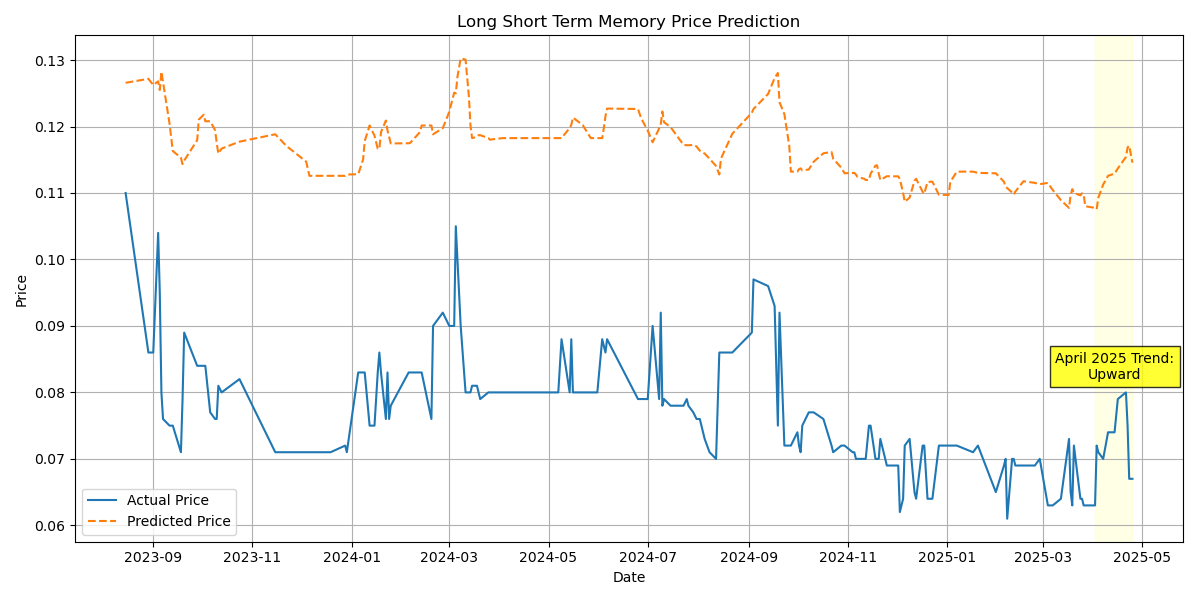 Long Short Term Memory Price Prediction
Price
0.13
0.12
0.11
0.10
0.09
0.08
0.07
0.06
April 2025 Trend:
Upward
Actual Price
Predicted Price
2023-09 2023-11 2024-01 2024-03 2024-05 2024-07 2024-09 2024-11 2025-01 2025-03 2025-05
Date